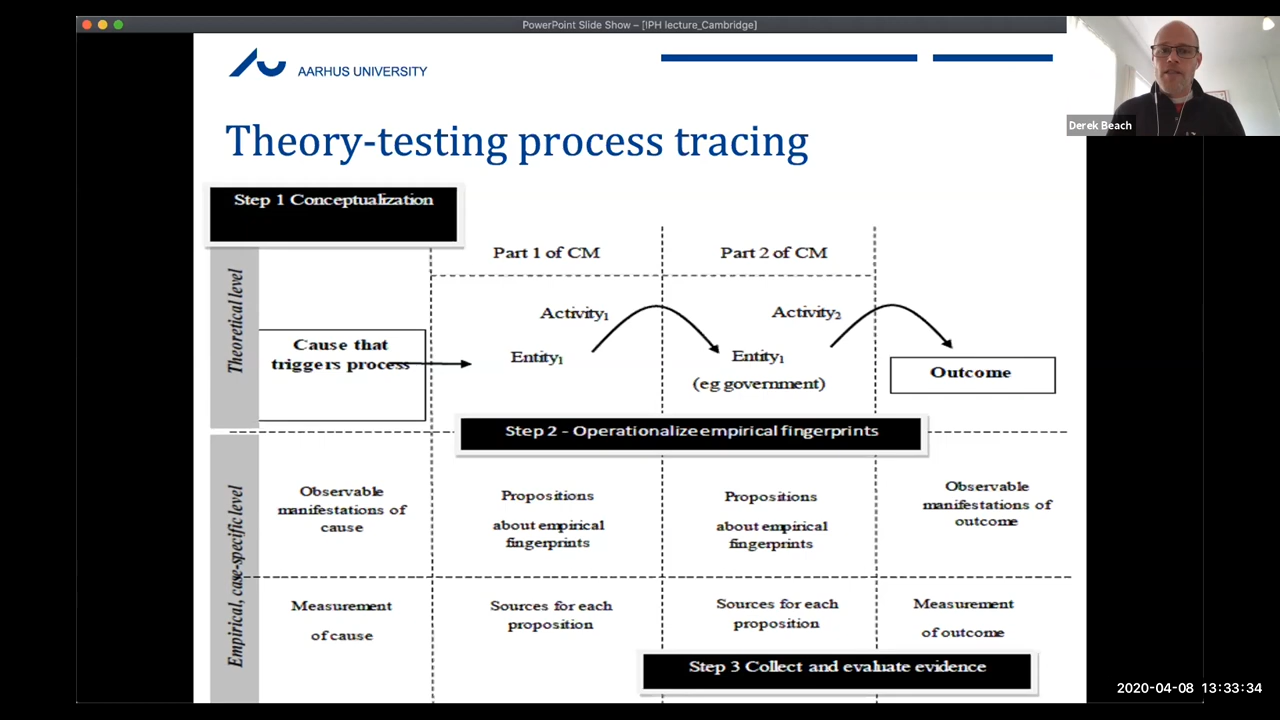 PowerPoint Slide Show – [IPH lecture_Cambridge]
AARHUS UNIVERSITY
Derek Beach
Theory-testing process tracing
Step 1 Conceptualization
Part 1 of CM
Part 2 of CM
Theoretical level
Activity1
Activity2
Cause that
triggers process
Entity1
Entity1
(eg government)
Outcome
Step 2 - Operationalize empirical fingerprints
Empirical, case-specific level
Observable
manifestations of
cause
Propositions
about empirical
fingerprints
Propositions
about empirical
fingerprints
Observable
manifestations of
outcome
Measurement
of cause
Sources for each
proposition
Sources for each
proposition
Measurement
of outcome
Step 3 Collect and evaluate evidence
2020-04-08 13:33:34